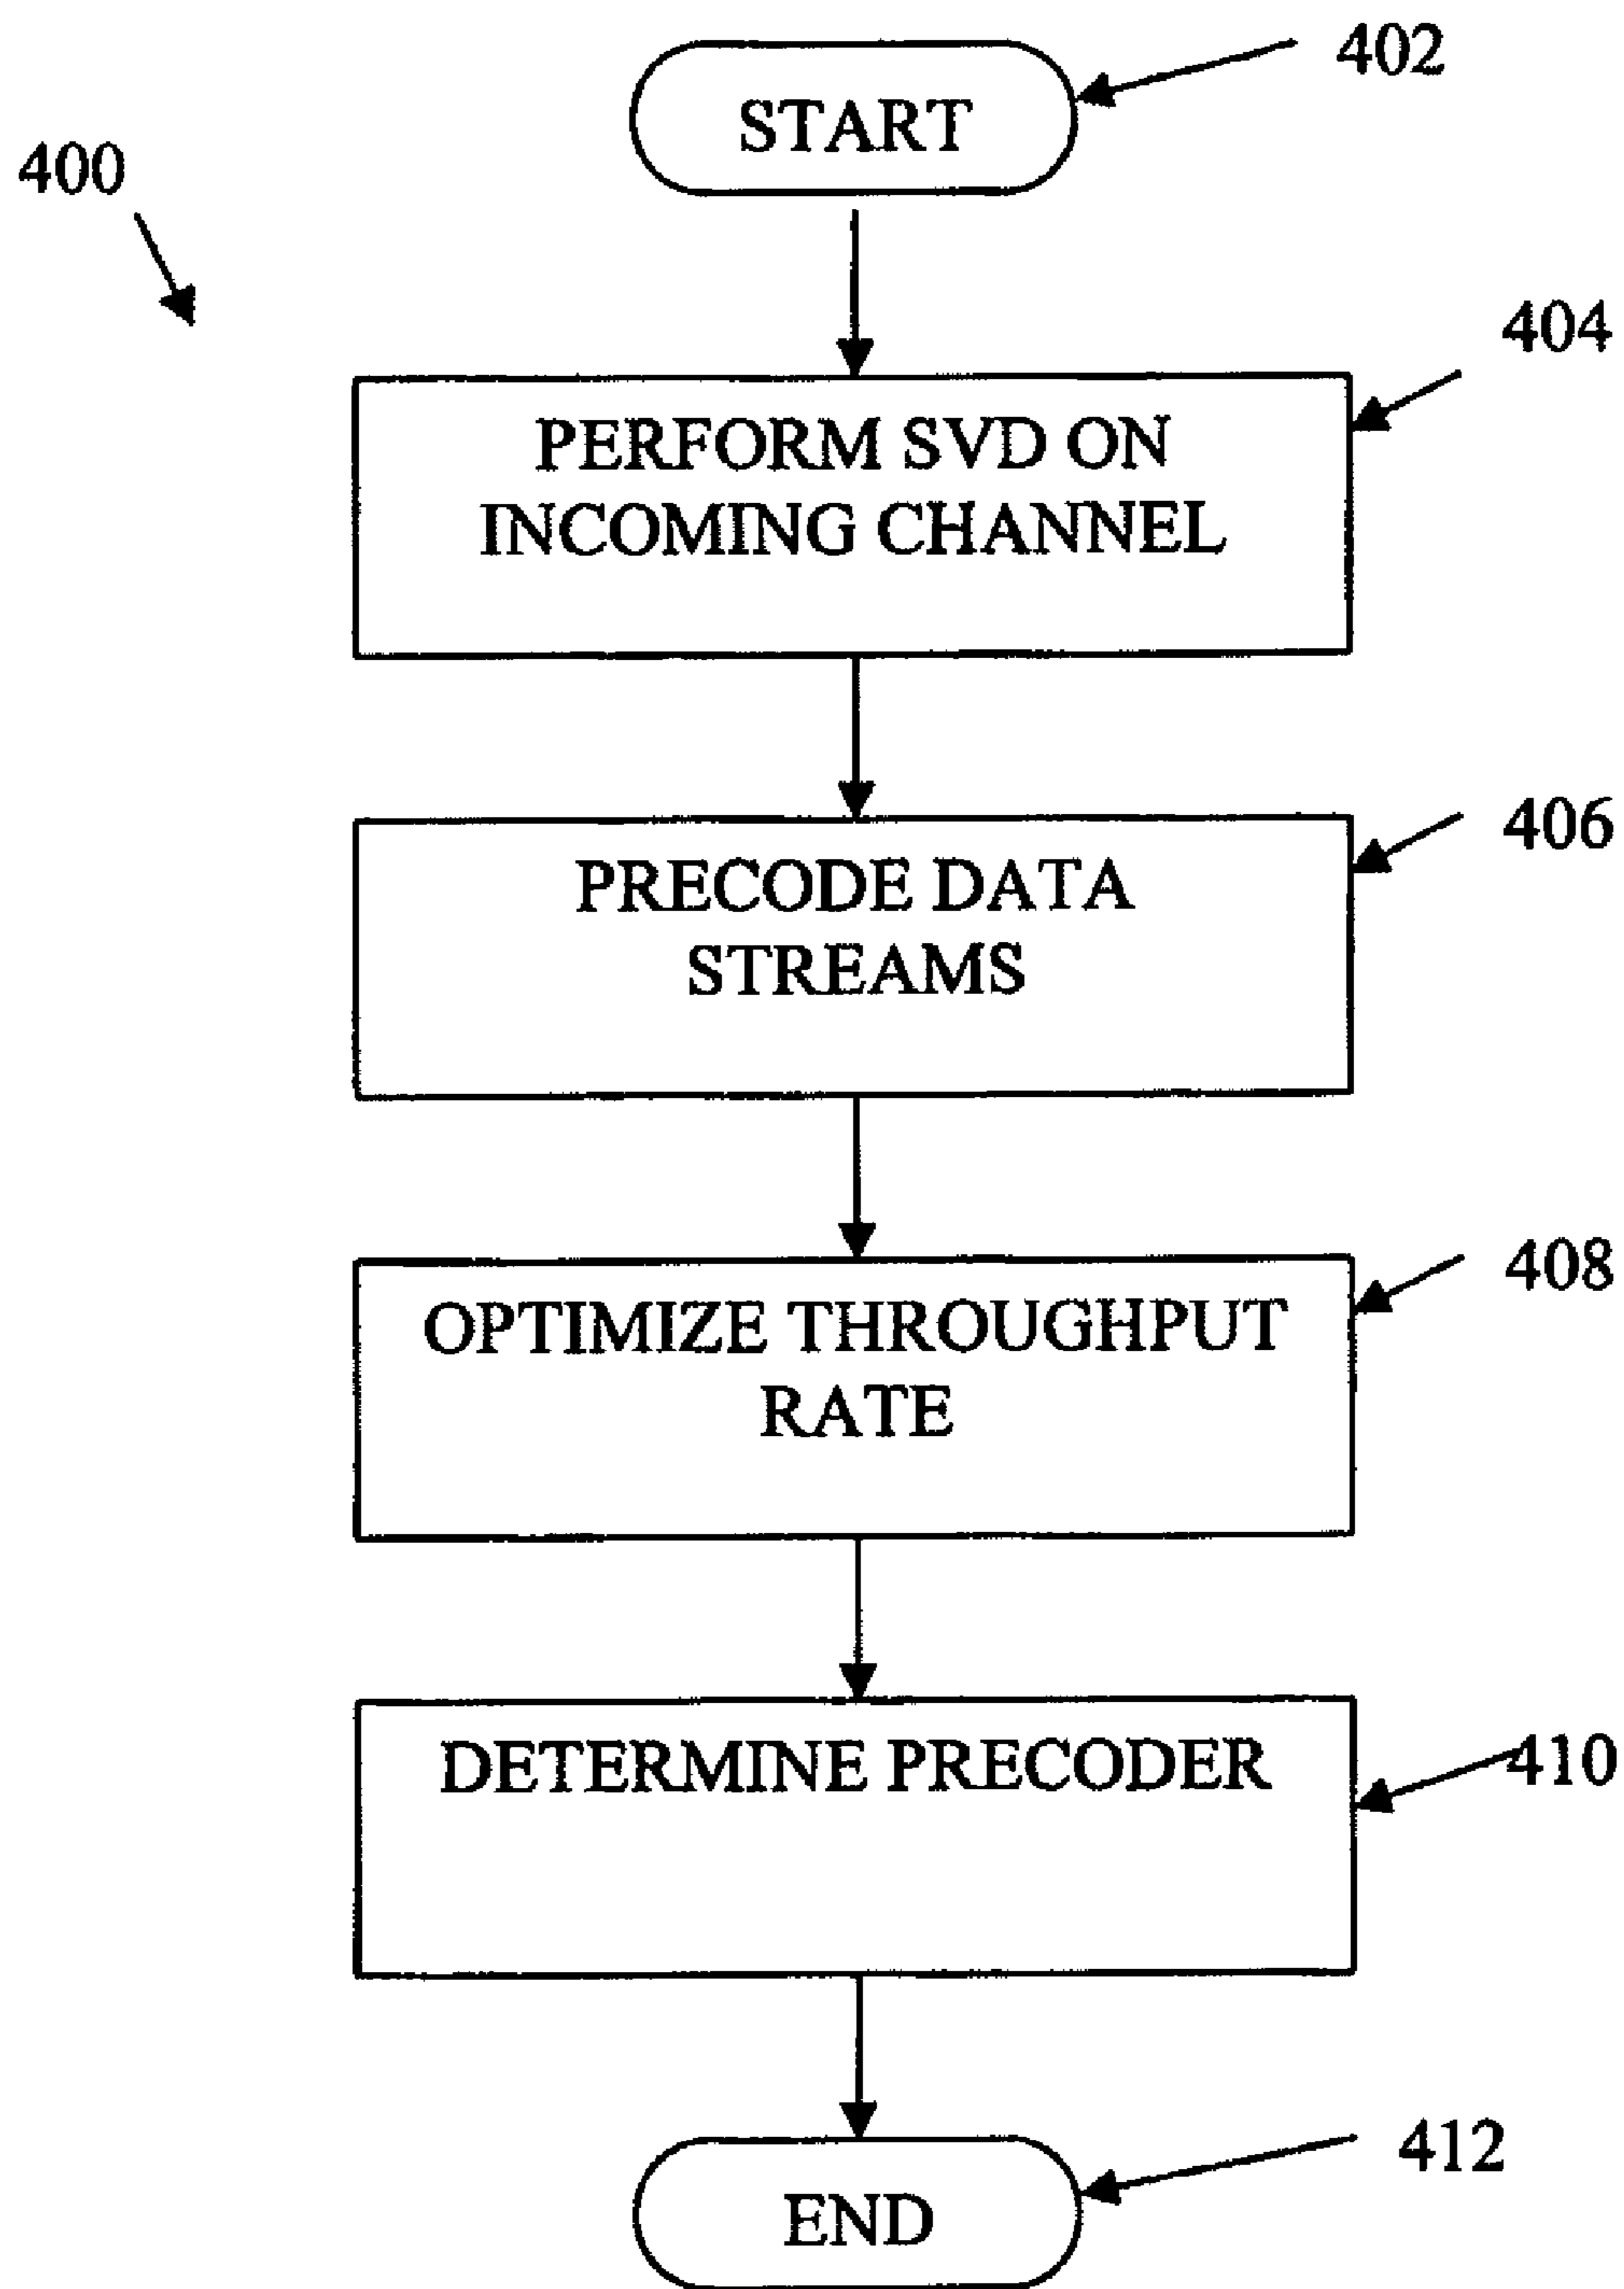 402
START
400
404
PERFORM SVD ON
INCOMING CHANNEL
406
PRECODE DATA
STREAMS
408
OPTIMIZE THROUGHPUT
RATE
410
DETERMINE PRECODER
412
END